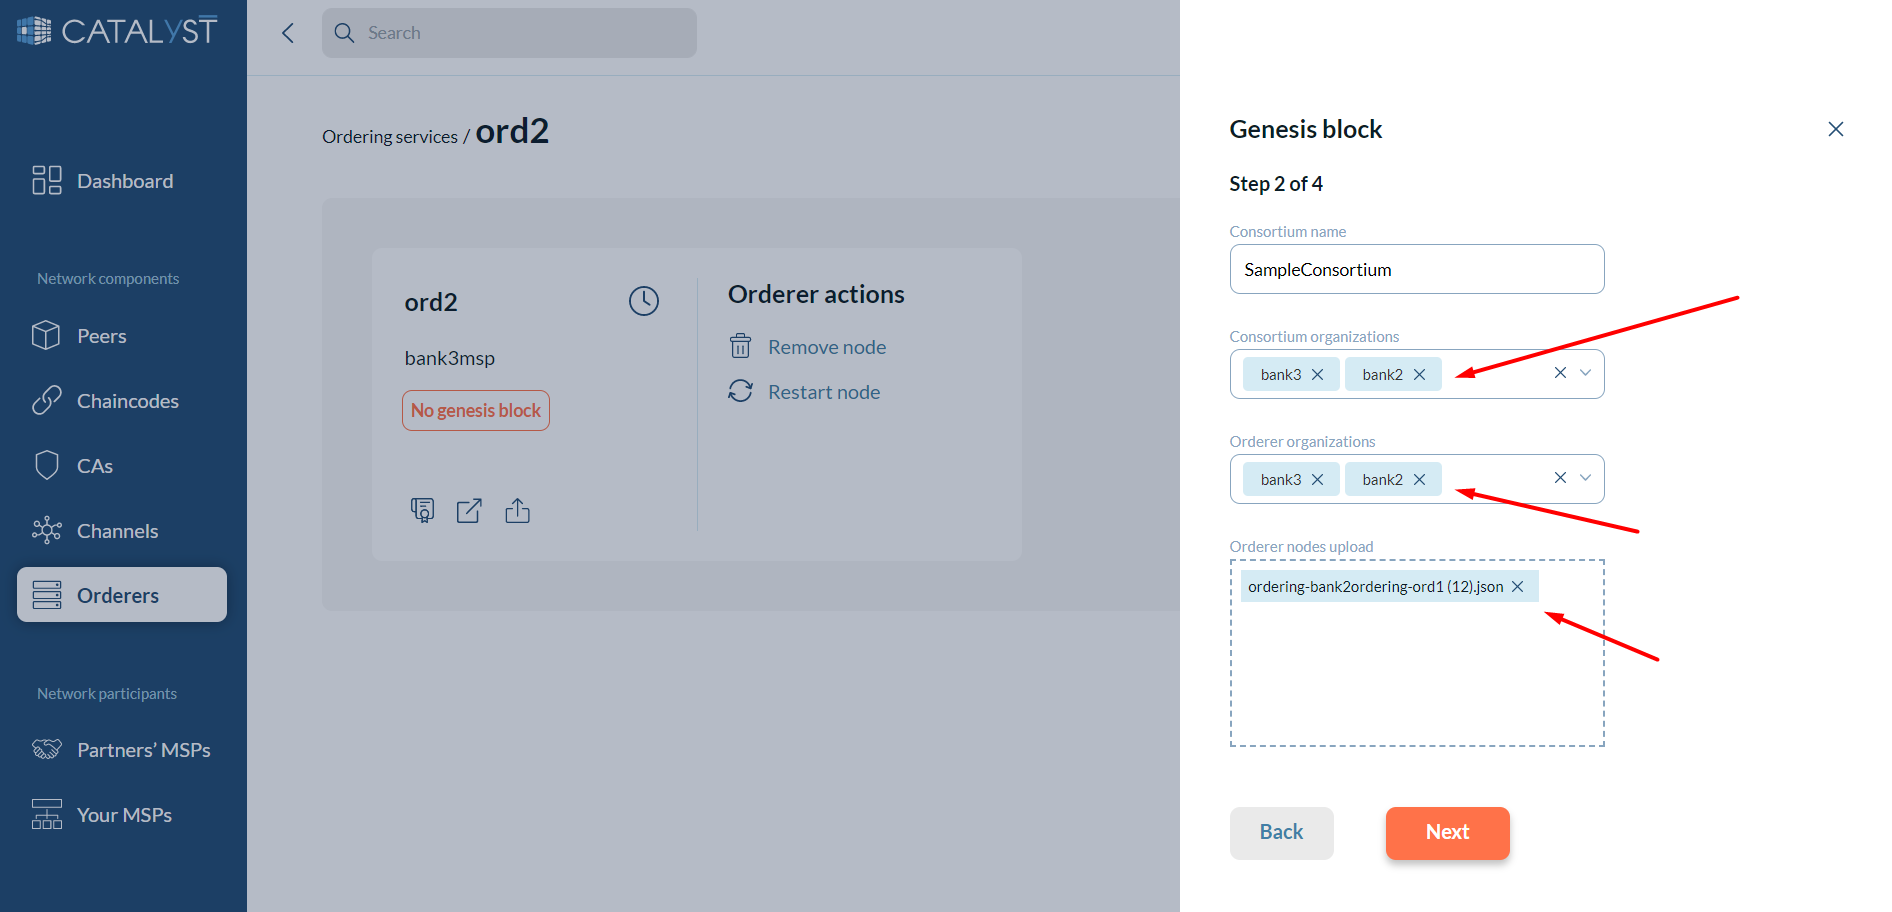 CATALYST
Search
Dashboard
Network components
Peers
Chaincodes
CAs
Channels
Orderers
Network participants
Partners’ MSPs
Your MSPs
Ordering services / ord2
ord2
bank3msp
No genesis block
Orderer actions
Remove node
Restart node
Genesis block
Step 2 of 4
Consortium name
SampleConsortium
Consortium organizations
bank3 bank2
Orderer organizations
bank3 bank2
Orderer nodes upload
ordering-bank2ordering-ord1 (12).json
Back Next